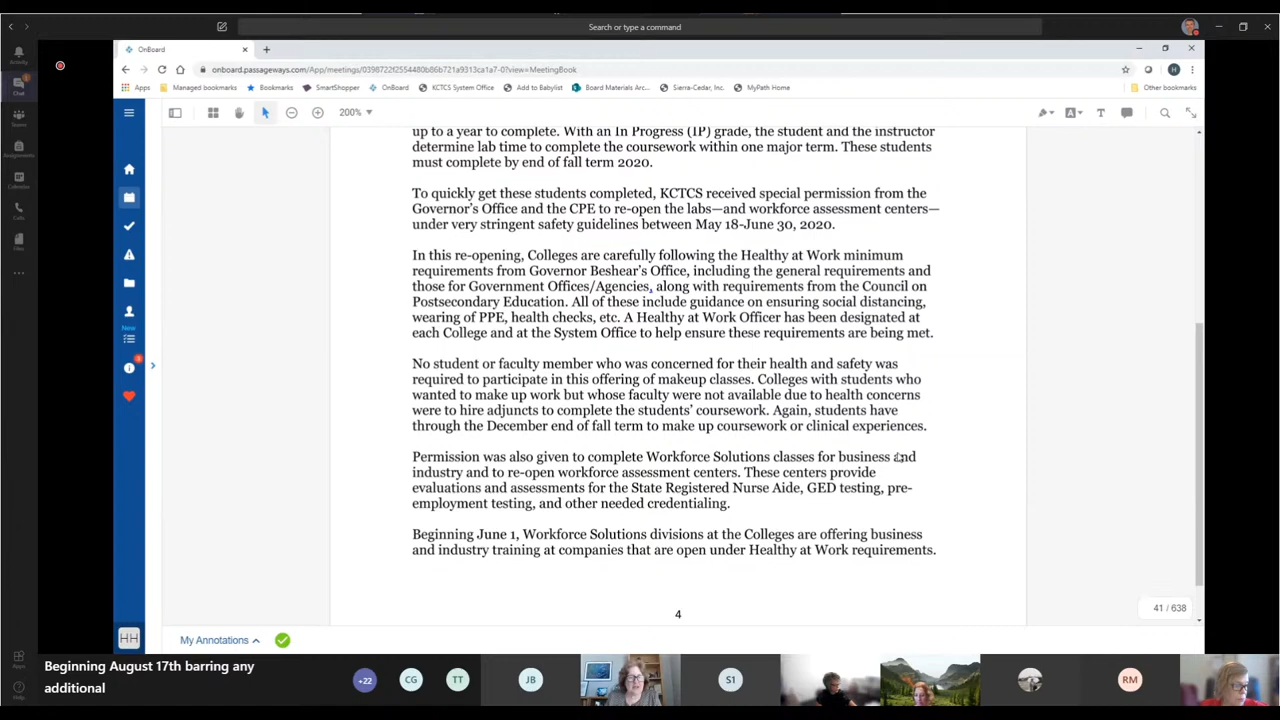 Search or type a command
OnBoard
onboard.passageways.com/App/meetings/0398722f2554480b86b721a9313ca1a7-0?view=MeetingBook
Apps
Managed bookmarks
Bookmarks
SmartShopper
OnBoard
KCTCS System Office
Add to Babylist
Board Materials Arc...
Sierra-Cedar, Inc.
MyPath Home
Other bookmarks
Activity
Chat
Teams
Assignments
Calendar
Calls
Files
200%
up to a year to complete. With an In Progress (IP) grade, the student and the instructor
determine lab time to complete the coursework within one major term. These students
must complete by end of fall term 2020.
To quickly get these students completed, KCTCS received special permission from the
Governor's Office and the CPE to re-open the labs—and workforce assessment centers—
under very stringent safety guidelines between May 18-June 30, 2020.
In this re-opening, Colleges are carefully following the Healthy at Work minimum
requirements from Governor Beshear's Office, including the general requirements and
those for Government Offices/Agencies, along with requirements from the Council on
Postsecondary Education. All of these include guidance on ensuring social distancing,
wearing of PPE, health checks, etc. A Healthy at Work Officer has been designated at
each College and at the System Office to help ensure these requirements are being met.
No student or faculty member who was concerned for their health and safety was
required to participate in this offering of makeup classes. Colleges with students who
wanted to make up work but whose faculty were not available due to health concerns
were to hire adjuncts to complete the students' coursework. Again, students have
through the December end of fall term to make up coursework or clinical experiences.
Permission was also given to complete Workforce Solutions classes for business and
industry and to re-open workforce assessment centers. These centers provide
evaluations and assessments for the State Registered Nurse Aide, GED testing, pre-
employment testing, and other needed credentialing.
Beginning June 1, Workforce Solutions divisions at the Colleges are offering business
and industry training at companies that are open under Healthy at Work requirements.
4
41 / 638
New
HH
My Annotations
Apps
Help
Beginning August 17th barring any
additional
+22
CG
TT
JB
S1
RM